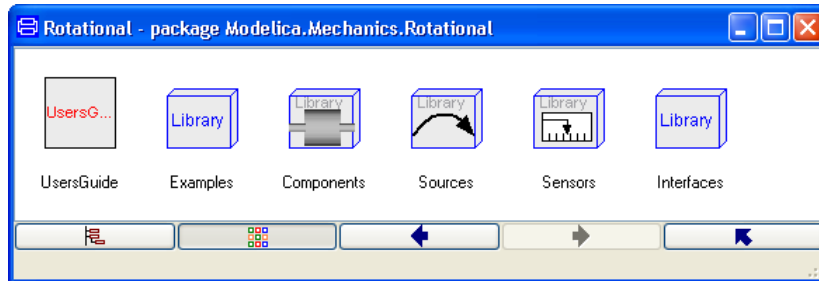 Rotational - package Modelica.Mechanics.Rotational
UsersG...
Library
Library
Library
Library
Library
UsersGuide
Examples
Components
Sources
Sensors
Interfaces